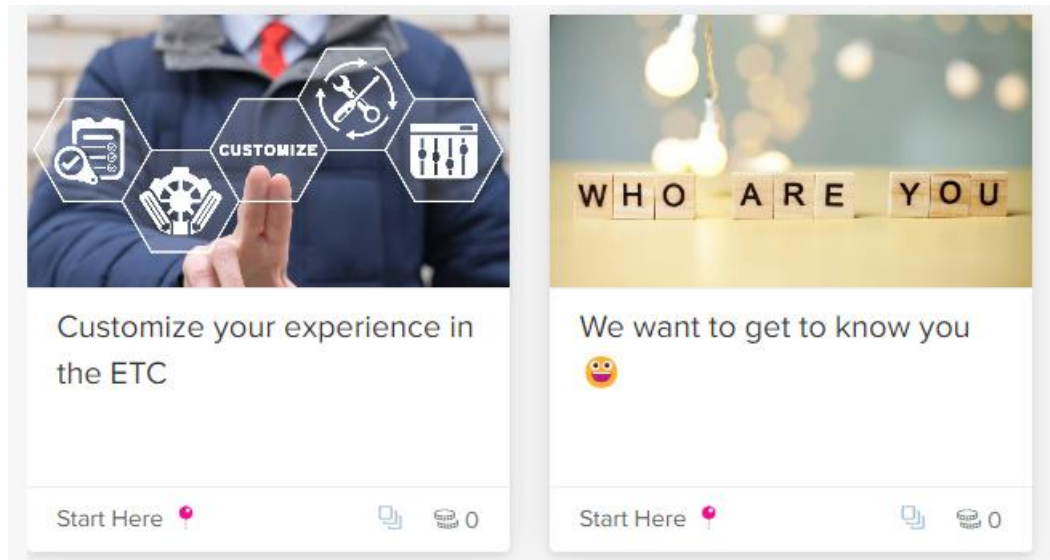 CUSTOMIZE
WHO ARE YOU
Customize your experience in
the ETC
We want to get to know you
😀
Start Here 📍 0
Start Here 📍 0